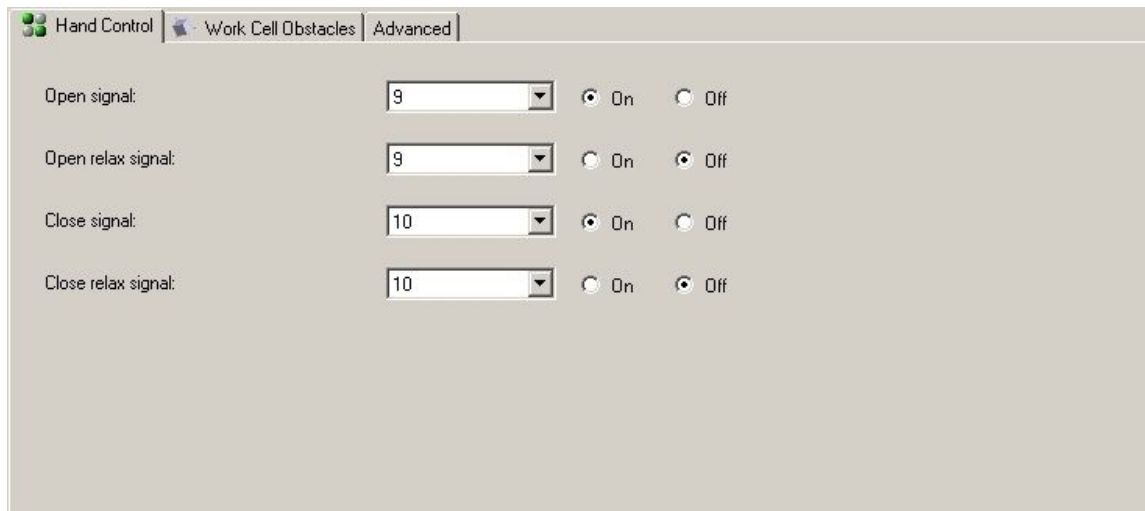 Hand Control Work Cell Obstacles Advanced
Open signal: 9 On Off
Open relax signal: 9 On Off
Close signal: 10 On Off
Close relax signal: 10 On Off